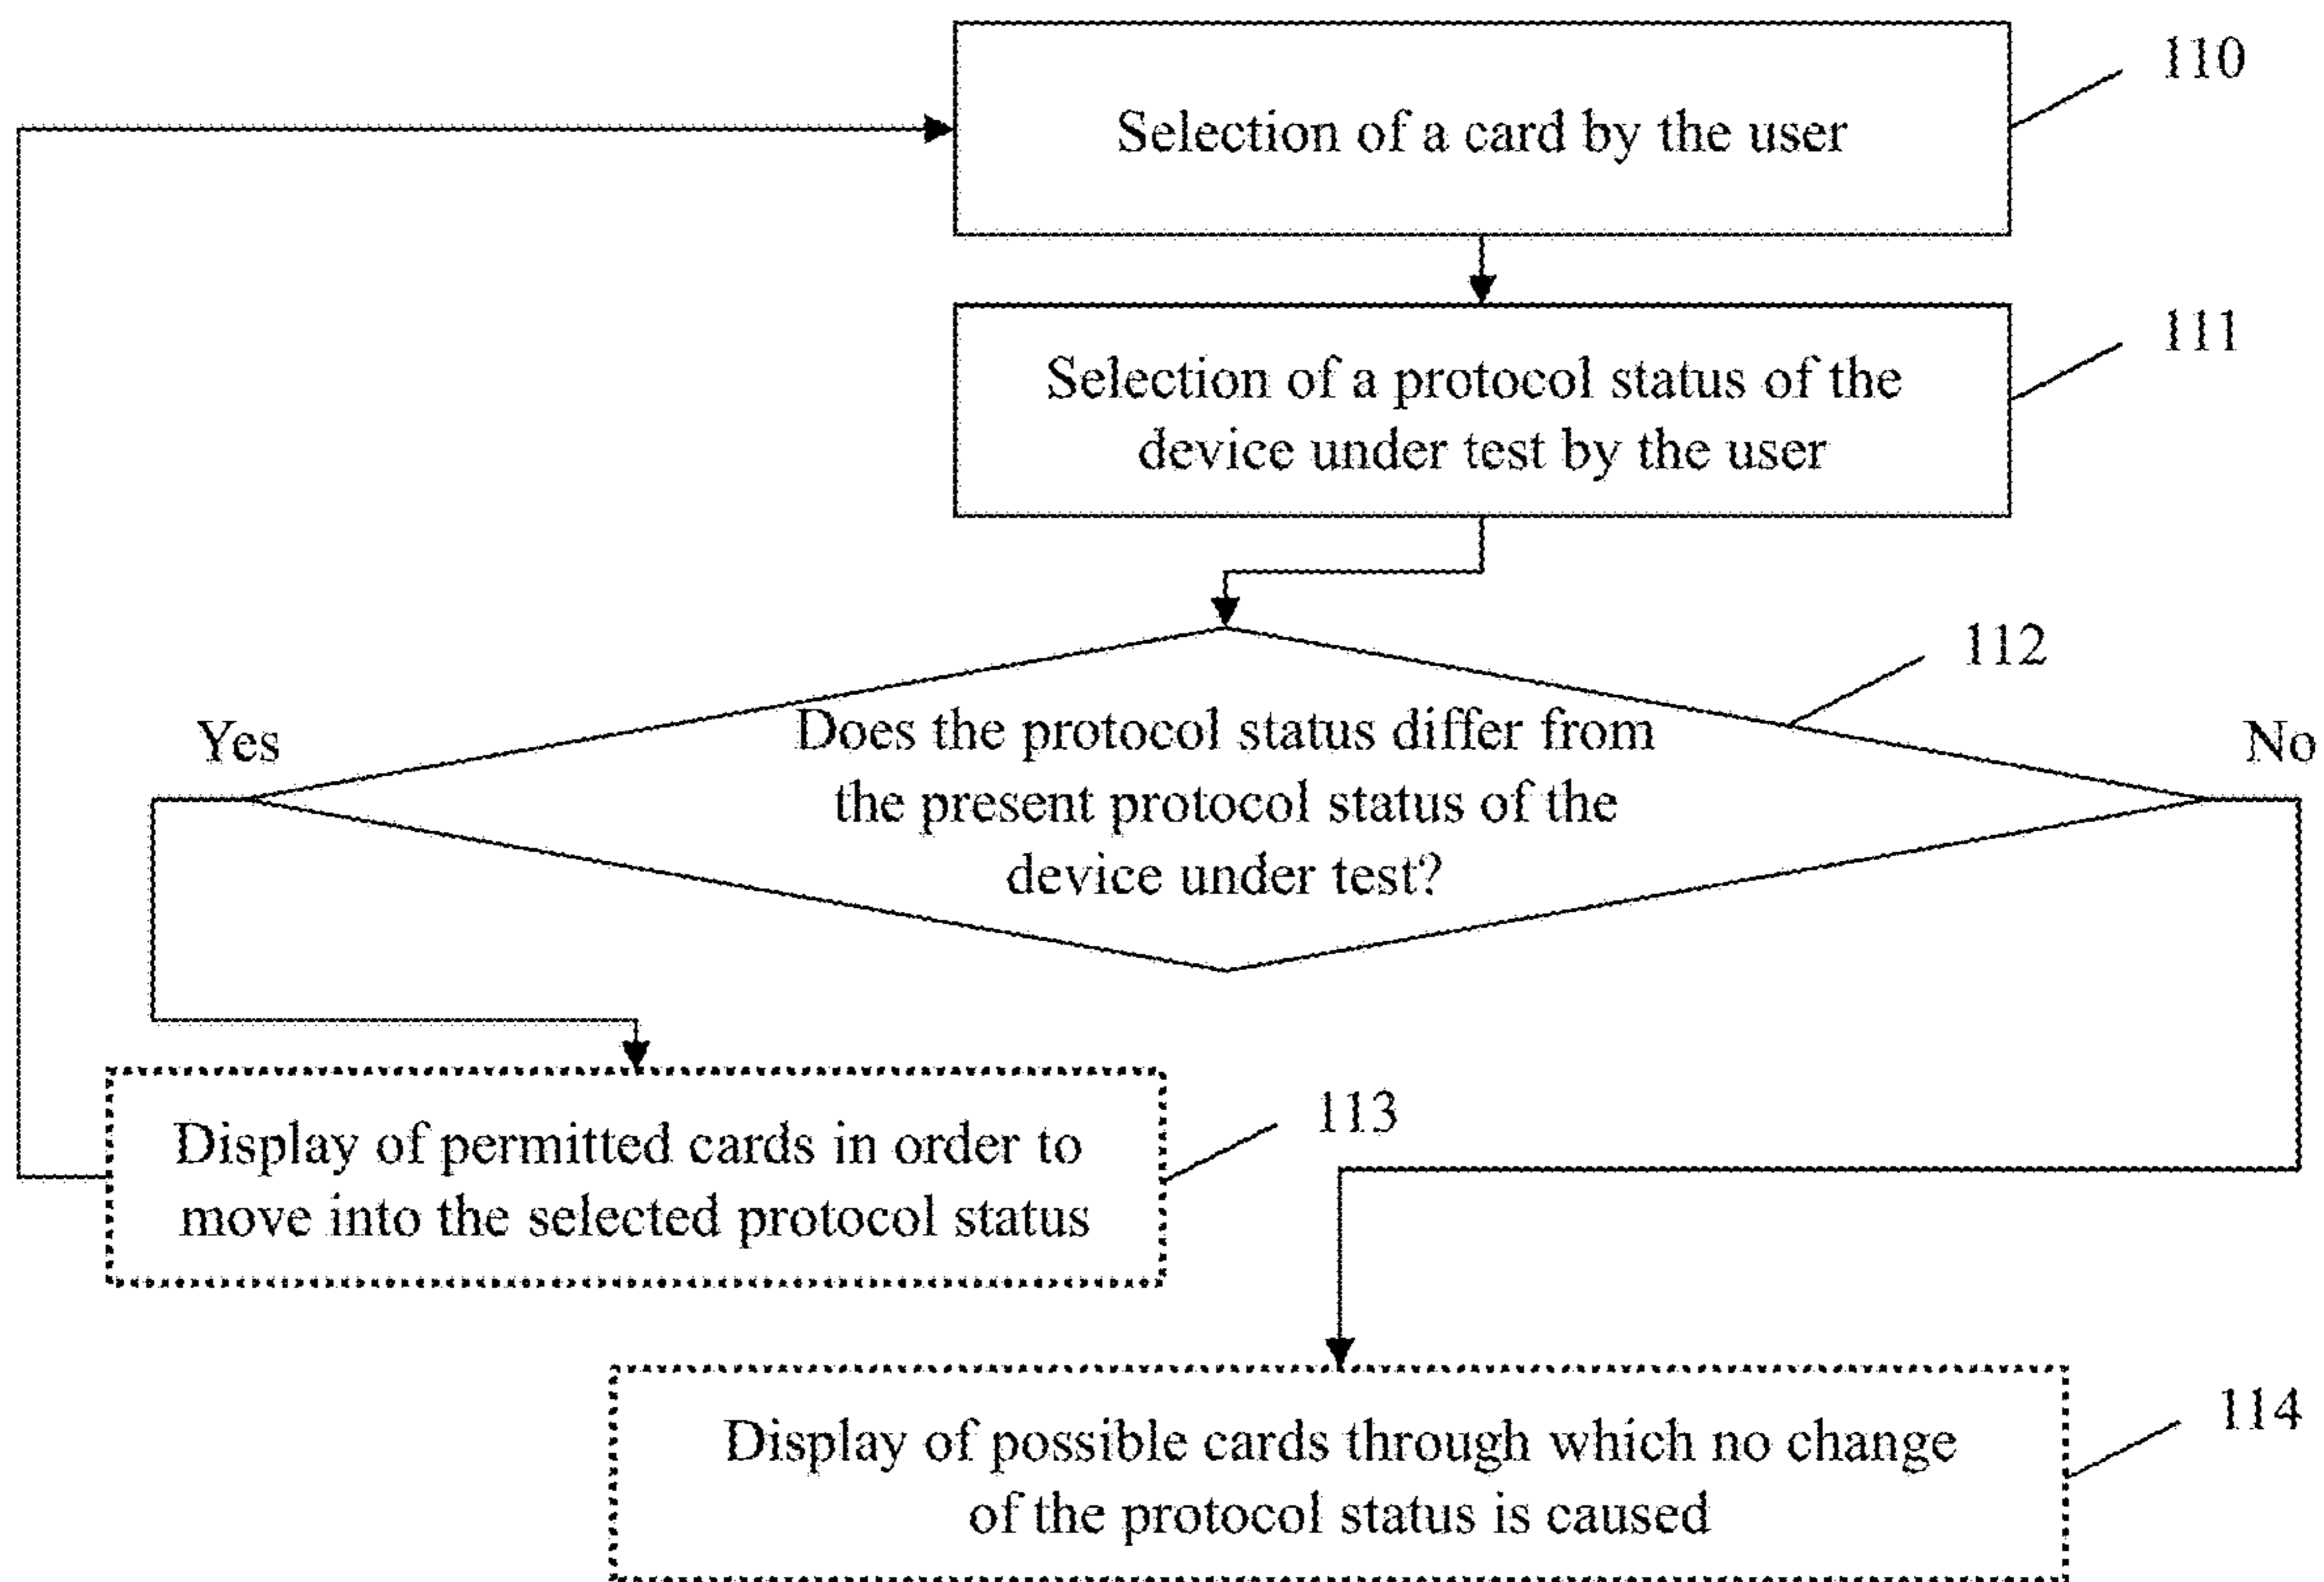 110
Selection of a card by the user
111
Selection of a protocol status of the
device under test by the user
112
Yes
No
Does the protocol status differ from
the present protocol status of the
device under test?
113
Display of permitted cards in order to
move into the selected protocol status
114
Display of possible cards through which no change
of the protocol status is caused